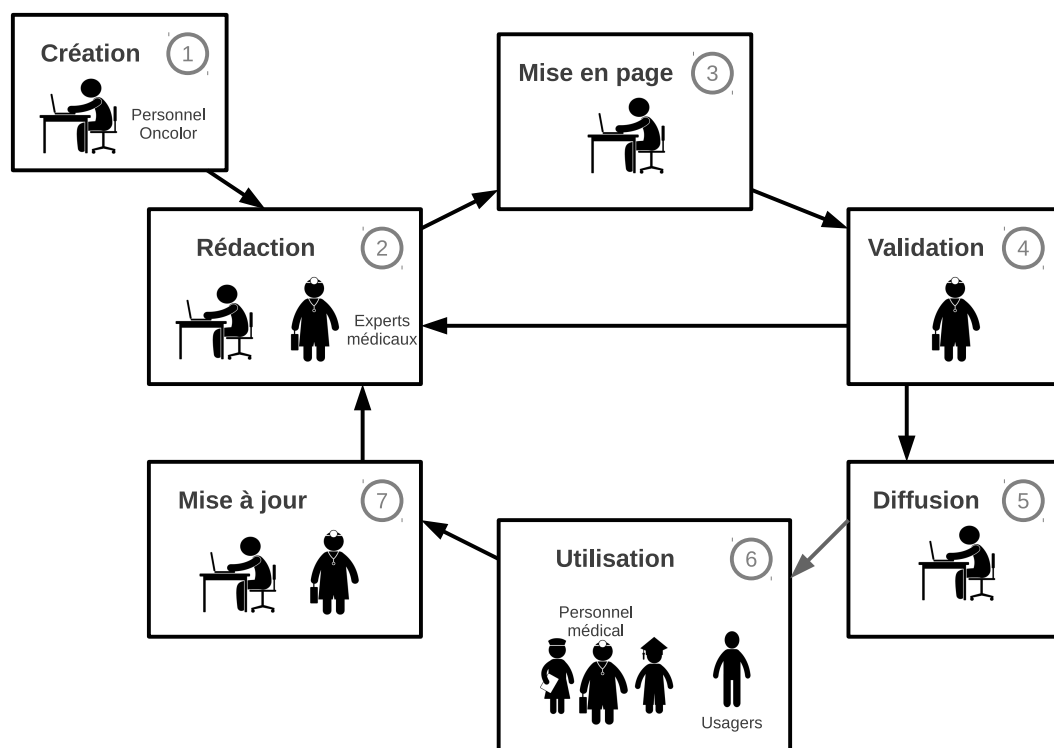 Création
1
Personnel
Oncolor
Rédaction
2
Experts
médicaux
Mise en page
3
Validation
4
Diffusion
5
Utilisation
6
Personnel
médical
Usagers
Mise à jour
7